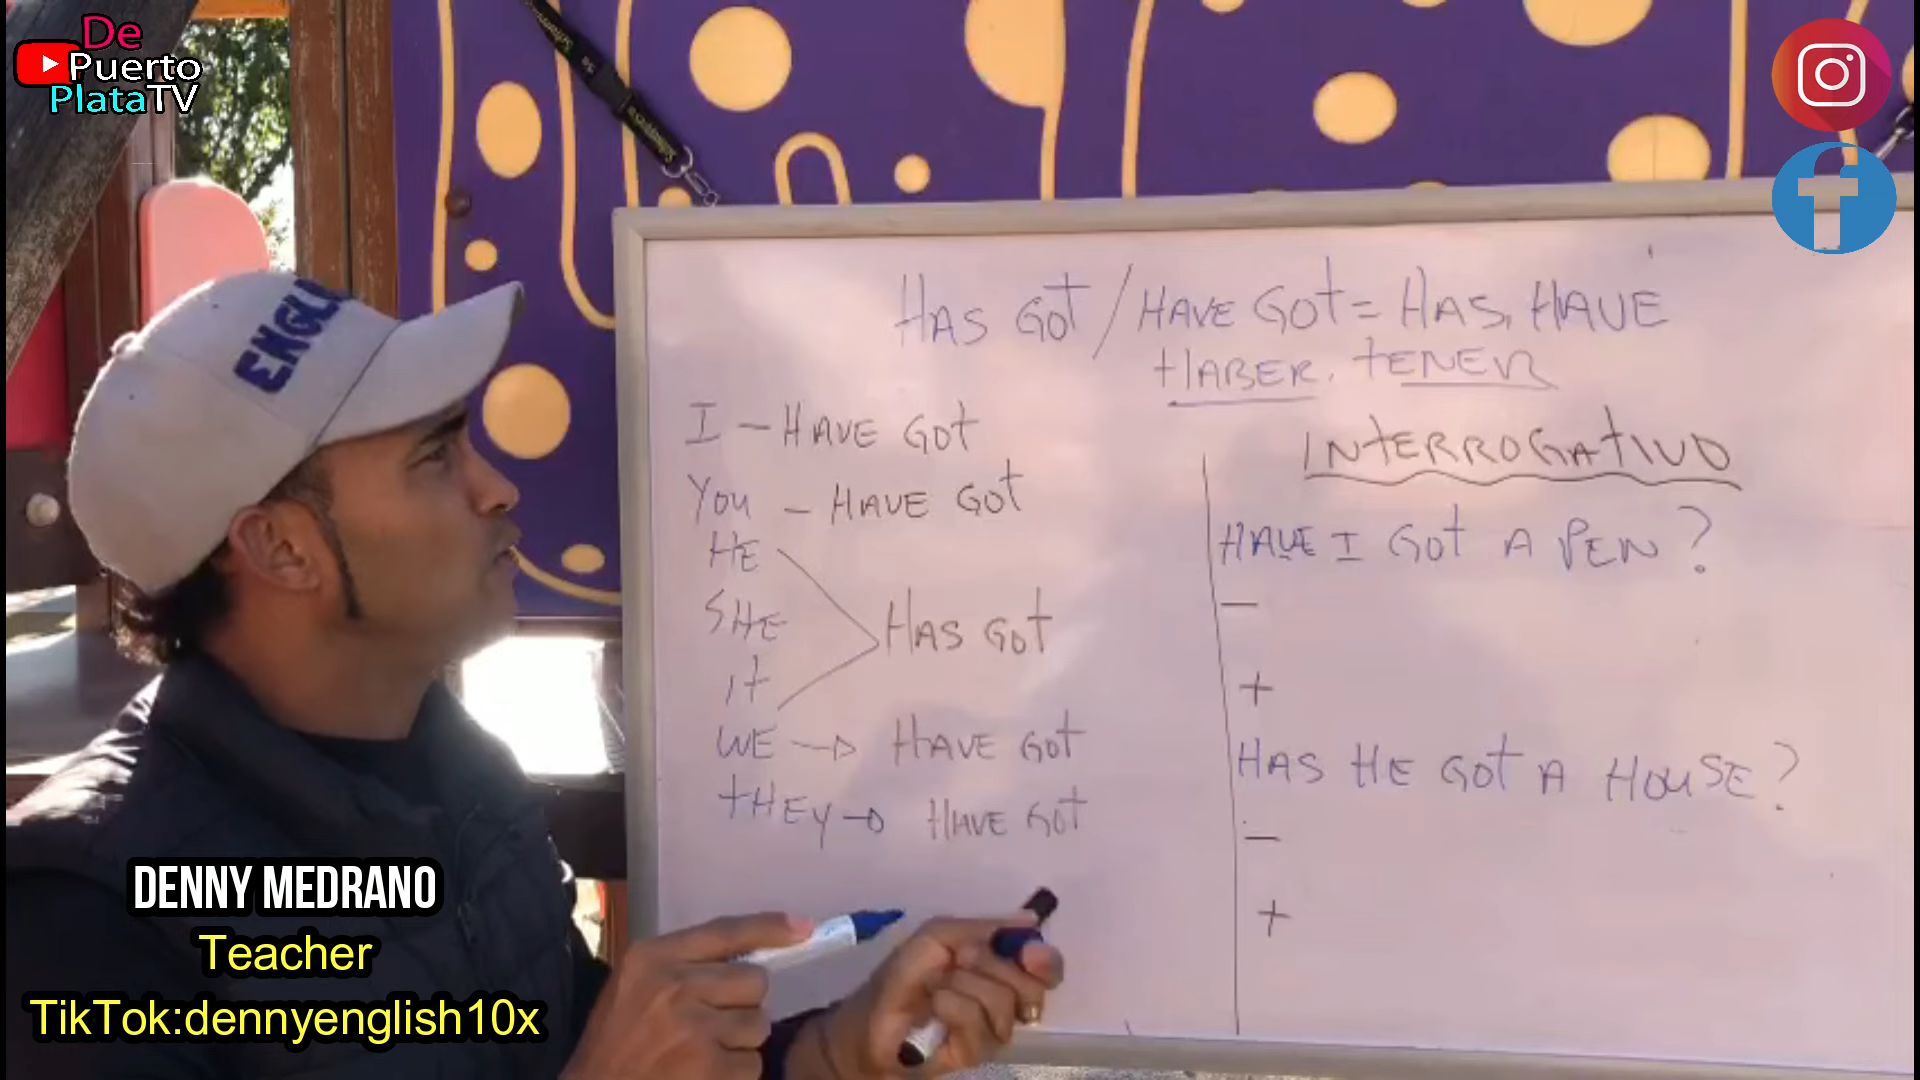 De
Puerto
PlataTV
ENGLI
HAS GOT / HAVE GOT = HAS, HAVE
HABER, TENER
I - HAVE GOT
YOU - HAVE GOT
HE
SHE
IT
HAS GOT
WE → HAVE GOT
THEY → HAVE GOT
INTERROGATIVO
HAVE I GOT A PEN?
-
+
HAS HE GOT A HOUSE?
-
+
DENNY MEDRANO
Teacher
TikTok:dennyenglish10x